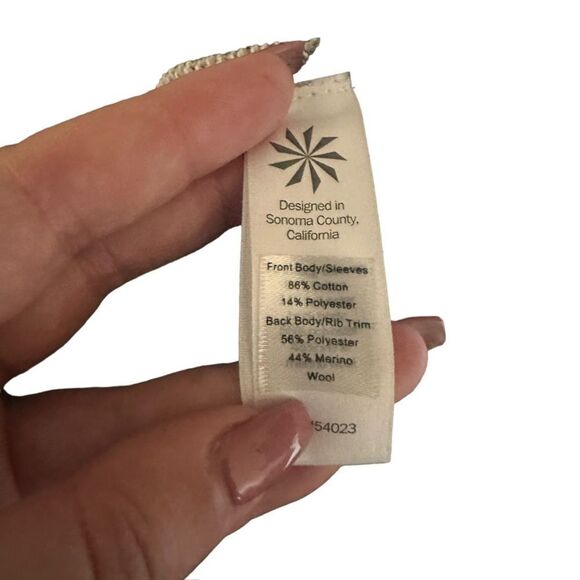 Designed in
Sonoma County,
California
Front Body/Sleeves
86% Cotton
14% Polyester
Back Body/Rib Trim
56% Polyester
44% Merino
Wool
54023